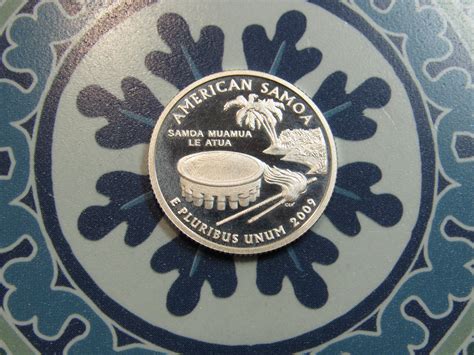 AMERICAN SAMOA
SAMOA MUAMUA
LE ATUA
E PLURIBUS UNUM 2009